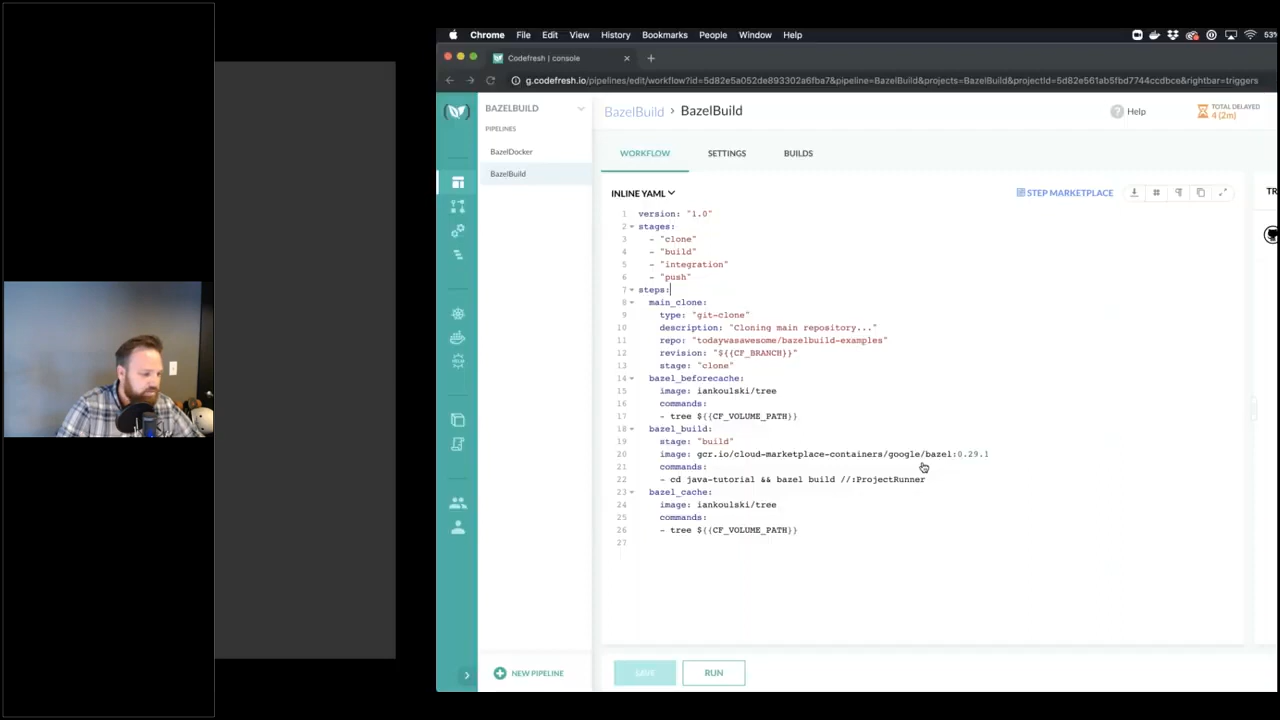 Chrome File Edit View History Bookmarks People Window Help 53%
Codefresh | console
g.codefresh.io/pipelines/edit/workflow?id=5d82e5a052de893302a6fba7&pipeline=BazelBuild&projects=BazelBuild&projectId=5d82e561ab5fbd7744ccdbce&rightbar=triggers
BAZELBUILD
PIPELINES
BazelDocker
BazelBuild
NEW PIPELINE
BazelBuild > BazelBuild
Help
TOTAL DELAYED
4 (2m)
WORKFLOW SETTINGS BUILDS
INLINE YAML
STEP MARKETPLACE
TR
1 version: "1.0"
2 stages:
3 - "clone"
4 - "build"
5 - "integration"
6 - "push"
7 steps:
8 main_clone:
9 type: "git-clone"
10 description: "Cloning main repository..."
11 repo: "todaywasawesome/bazelbuild-examples"
12 revision: "${{CF_BRANCH}}"
13 stage: "clone"
14 bazel_beforecache:
15 image: iankoulski/tree
16 commands:
17 - tree ${{CF_VOLUME_PATH}}
18 bazel_build:
19 stage: "build"
20 image: gcr.io/cloud-marketplace-containers/google/bazel:0.29.1
21 commands:
22 - cd java-tutorial && bazel build //:ProjectRunner
23 bazel_cache:
24 image: iankoulski/tree
25 commands:
26 - tree ${{CF_VOLUME_PATH}}
27
SAVE RUN